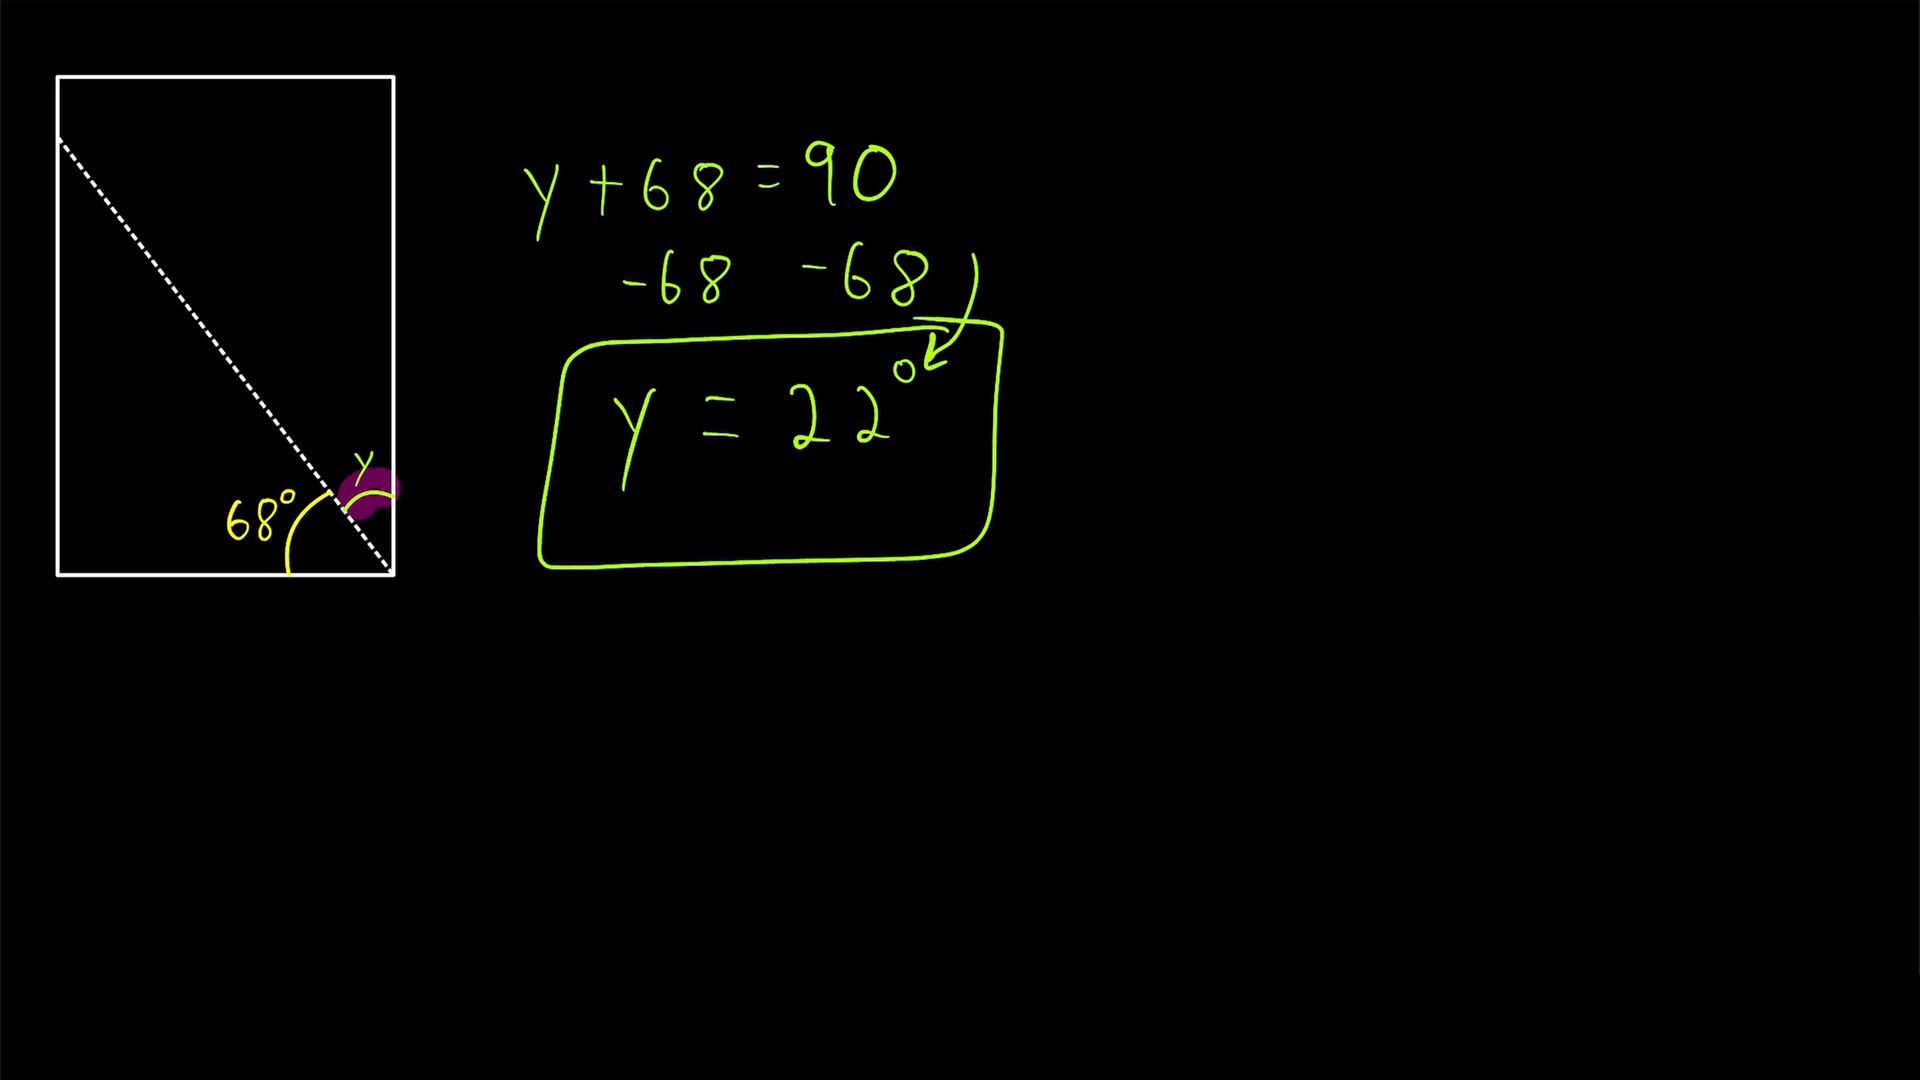 y + 68 = 90
-68 -68
y = 22°
y
68°